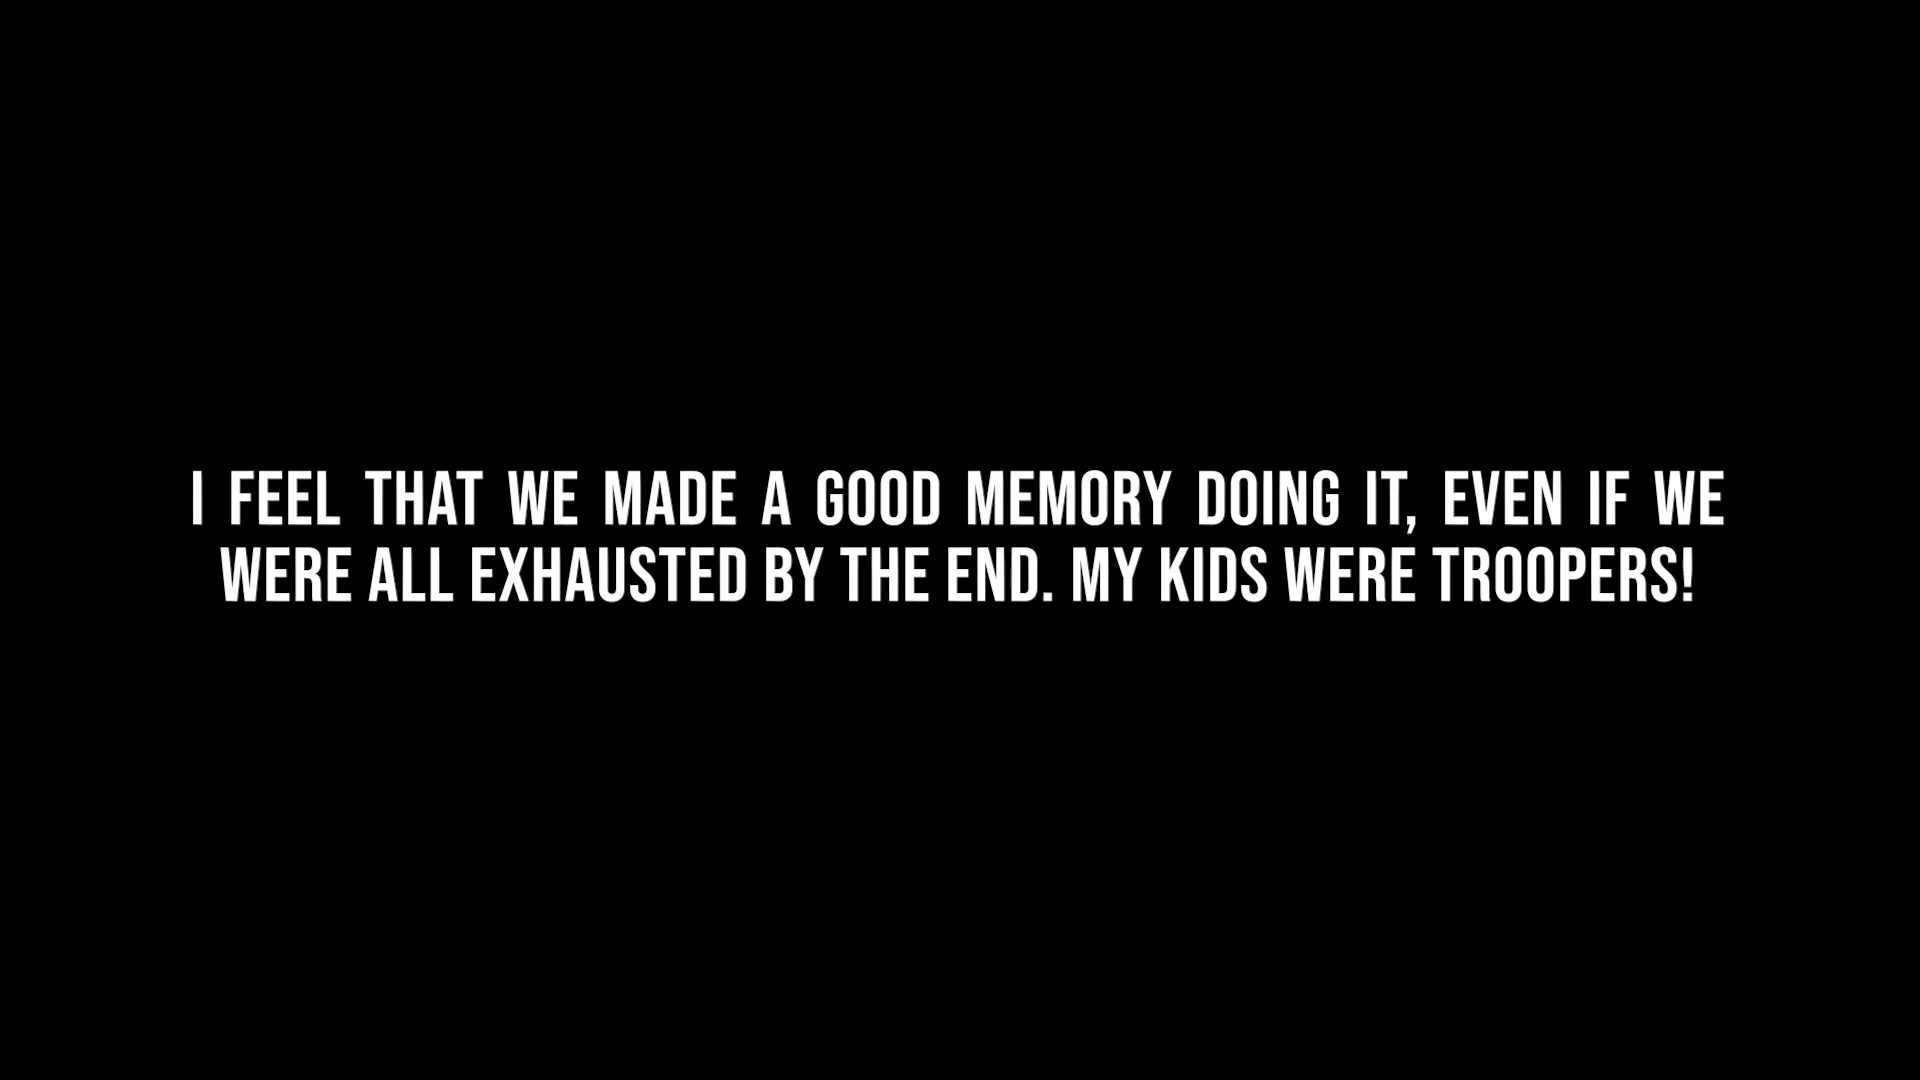 I FEEL THAT WE MADE A GOOD MEMORY DOING IT, EVEN IF WE
WERE ALL EXHAUSTED BY THE END. MY KIDS WERE TROOPERS!